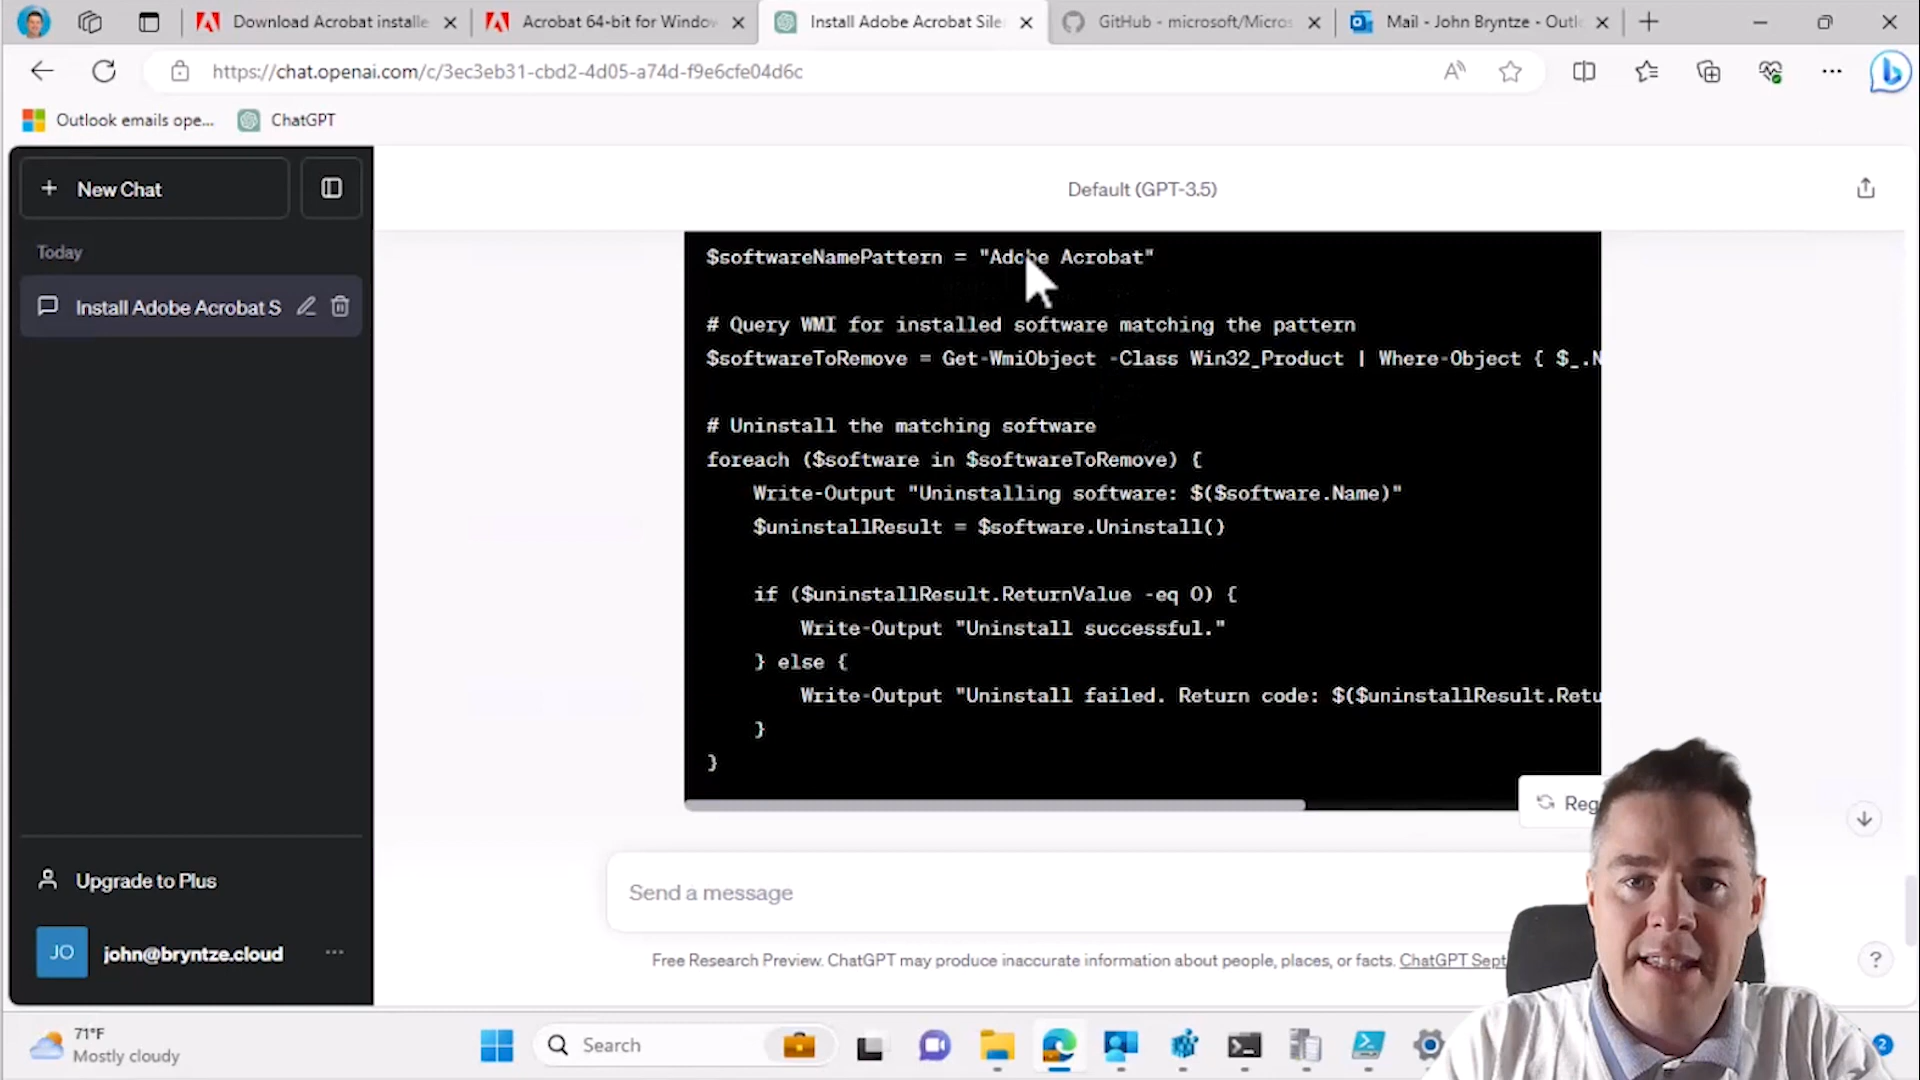 Download Acrobat installe
Acrobat 64-bit for Window
Install Adobe Acrobat Sile
GitHub - microsoft/Micros
Mail - John Bryntze - Outl
https://chat.openai.com/c/3ec3eb31-cbd2-4d05-a74d-f9e6cfe04d6c
Outlook emails ope...
ChatGPT
+ New Chat
Default (GPT-3.5)
Today
Install Adobe Acrobat S
$softwareNamePattern = "Adobe Acrobat"
# Query WMI for installed software matching the pattern
$softwareToRemove = Get-WmiObject -Class Win32_Product | Where-Object { $_.N
# Uninstall the matching software
foreach ($software in $softwareToRemove) {
Write-Output "Uninstalling software: $($software.Name)"
$uninstallResult = $software.Uninstall()
if ($uninstallResult.ReturnValue -eq 0) {
Write-Output "Uninstall successful."
} else {
Write-Output "Uninstall failed. Return code: $($uninstallResult.Retu
}
}
Reg
Send a message
Free Research Preview. ChatGPT may produce inaccurate information about people, places, or facts. ChatGPT Sept
?
Upgrade to Plus
JO
john@bryntze.cloud
71°F
Mostly cloudy
Search
2